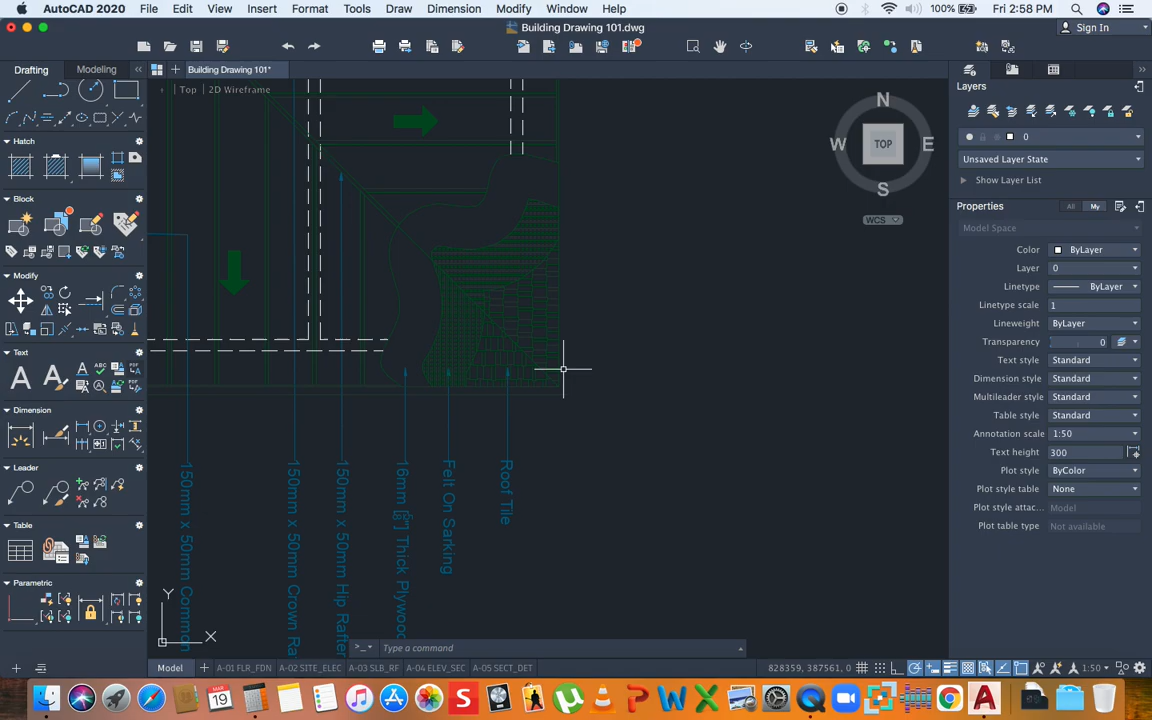 AutoCAD 2020 File Edit View Insert Format Tools Draw Dimension Modify Window Help 100% Fri 2:58 PM
Building Drawing 101.dwg
Sign In
Drafting Modeling
Building Drawing 101*
Top 2D Wireframe
Hatch
Block
Modify
Text
Dimension
Leader
Table
Parametric
150mm x 50mm Common
150mm x 50mm Crown Ra
150mm x 50mm Hip Rafter
16mm Thick Plywood
Felt On Sarking
Roof Tile
Y
X
N
W TOP E
S
WCS
Layers
0
Unsaved Layer State
Show Layer List
Properties All My
Model Space
Color ByLayer
Layer 0
Linetype ByLayer
Linetype scale 1
Lineweight ByLayer
Transparency 0
Text style Standard
Dimension style Standard
Multileader style Standard
Table style Standard
Annotation scale 1:50
Text height 300
Plot style ByColor
Plot style table None
Plot style attac... Model
Plot table type Not available
Type a command
Model A-01 FLR_FDN A-02 SITE_ELEC A-03 SLB_RF A-04 ELEV_SEC A-05 SECT_DET 828359, 387561, 0 1:50
MAR
19